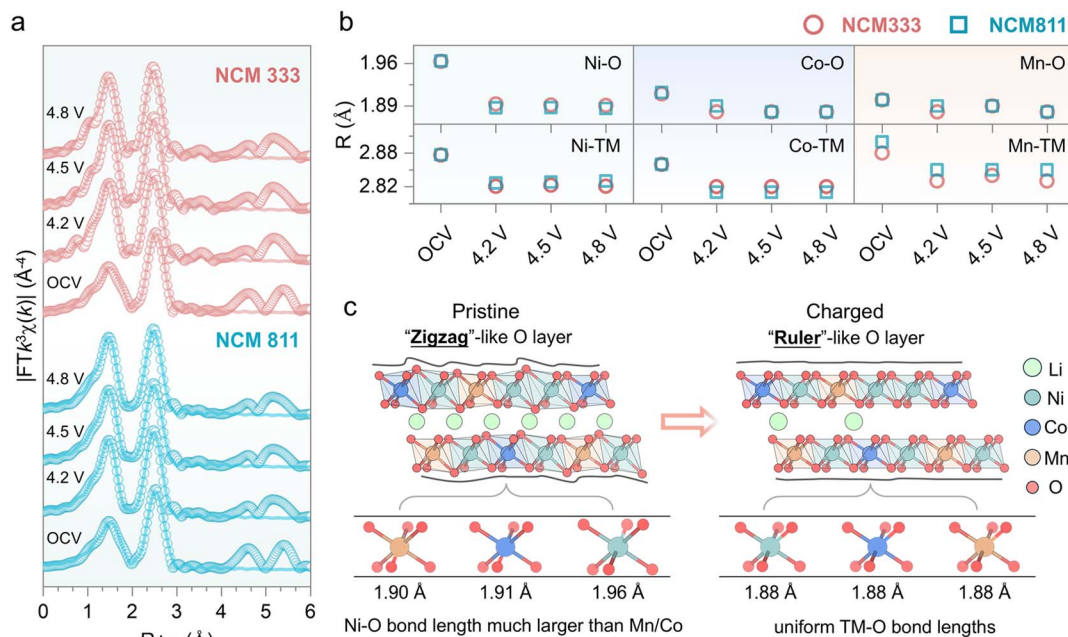 a
NCM 333
4.8 V
4.5 V
4.2 V
OCV
NCM 811
4.8 V
4.5 V
4.2 V
OCV
|FTk³χ(k)| (Å⁻⁴)
0 1 2 3 4 5 6
b
NCM333 NCM811
Ni-O Co-O Mn-O
1.96
1.89
R (Å)
Ni-TM Co-TM Mn-TM
2.88
2.82
OCV 4.2 V 4.5 V 4.8 V OCV 4.2 V 4.5 V 4.8 V OCV 4.2 V 4.5 V 4.8 V
c
Pristine
"Zigzag"-like O layer
Charged
"Ruler"-like O layer
Li
Ni
Co
Mn
O
1.90 Å 1.91 Å 1.96 Å
Ni-O bond length much larger than Mn/Co
1.88 Å 1.88 Å 1.88 Å
uniform TM-O bond lengths